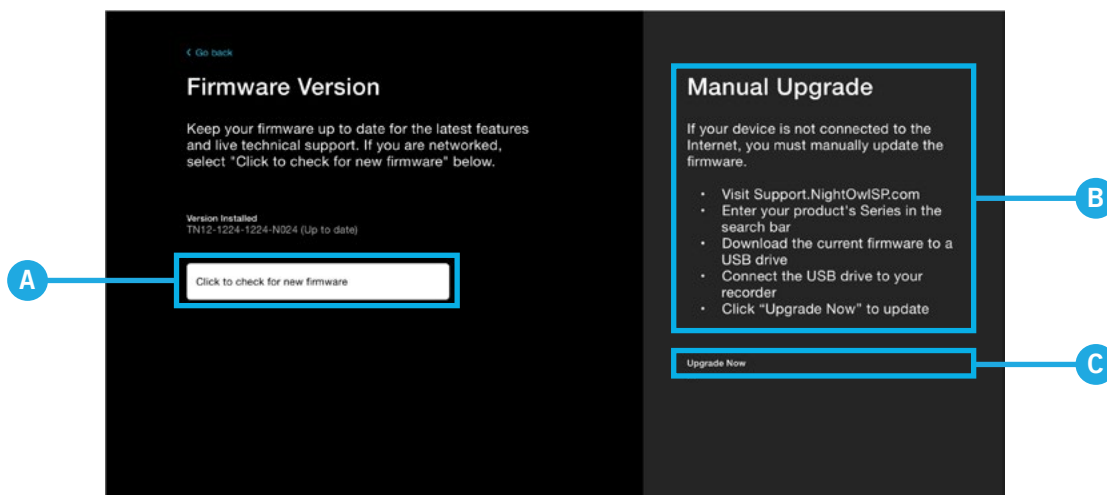 < Go back
Firmware Version
Keep your firmware up to date for the latest features
and live technical support. If you are networked,
select "Click to check for new firmware" below.
Version Installed
TN12-1224-1224-N024 (Up to date)
A
Click to check for new firmware
Manual Upgrade
If your device is not connected to the
Internet, you must manually update the
firmware.
• Visit Support.NightOwlSP.com
• Enter your product's Series in the
search bar
• Download the current firmware to a
USB drive
• Connect the USB drive to your
recorder
• Click “Upgrade Now” to update
B
Upgrade Now
C